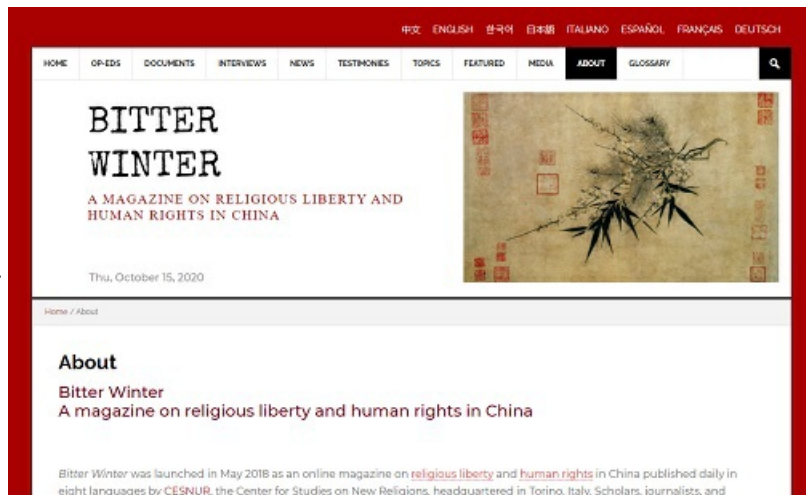 中文 ENGLISH 한국어 日本語 ITALIANO ESPAÑOL FRANÇAIS DEUTSCH
HOME OP-EDS DOCUMENTS INTERVIEWS NEWS TESTIMONIES TOPICS FEATURED MEDIA ABOUT GLOSSARY
BITTER
WINTER
A MAGAZINE ON RELIGIOUS LIBERTY AND
HUMAN RIGHTS IN CHINA
Thu, October 15, 2020
Home / About
About
Bitter Winter
A magazine on religious liberty and human rights in China
Bitter Winter was launched in May 2018 as an online magazine on religious liberty and human rights in China published daily in
eight languages by CESNUR, the Center for Studies on New Religions, headquartered in Torino, Italy. Scholars, journalists, and